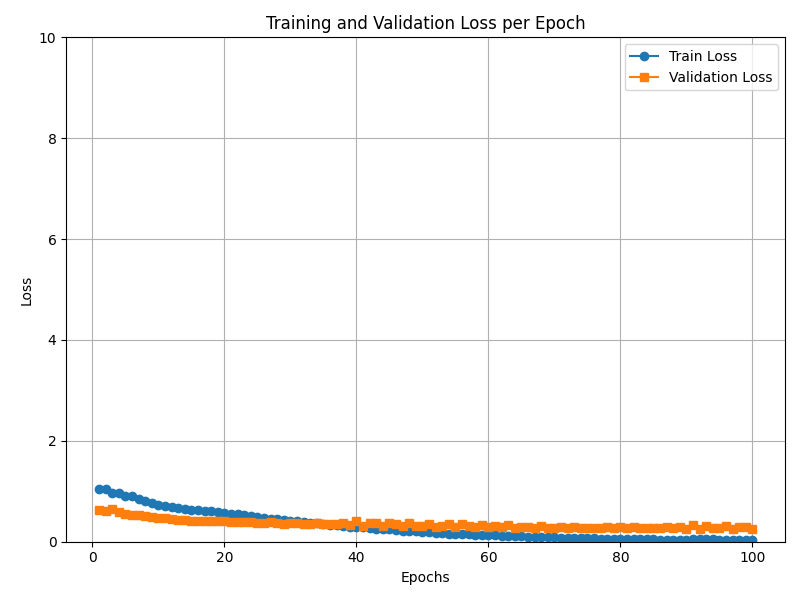 Training and Validation Loss per Epoch
10
Train Loss
Validation Loss
8
6
Loss
4
2
0
0 20 40 60 80 100
Epochs